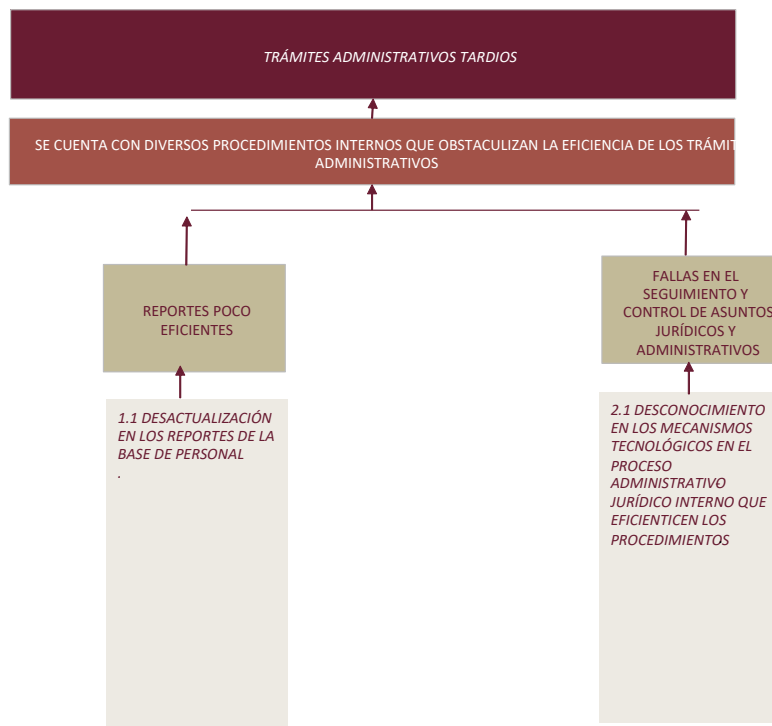 TRÁMITES ADMINISTRATIVOS TARDIOS
SE CUENTA CON DIVERSOS PROCEDIMIENTOS INTERNOS QUE OBSTACULIZAN LA EFICIENCIA DE LOS TRÁMIT
ADMINISTRATIVOS
REPORTES POCO
EFICIENTES
FALLAS EN EL
SEGUIMIENTO Y
CONTROL DE ASUNTOS
JURÍDICOS Y
ADMINISTRATIVOS
1.1 DESACTUALIZACIÓN
EN LOS REPORTES DE LA
BASE DE PERSONAL
.
2.1 DESCONOCIMIENTO
EN LOS MECANISMOS
TECNOLÓGICOS EN EL
PROCESO
ADMINISTRATIVO-
JURÍDICO INTERNO QUE
EFICIENTICEN LOS
PROCEDIMIENTOS